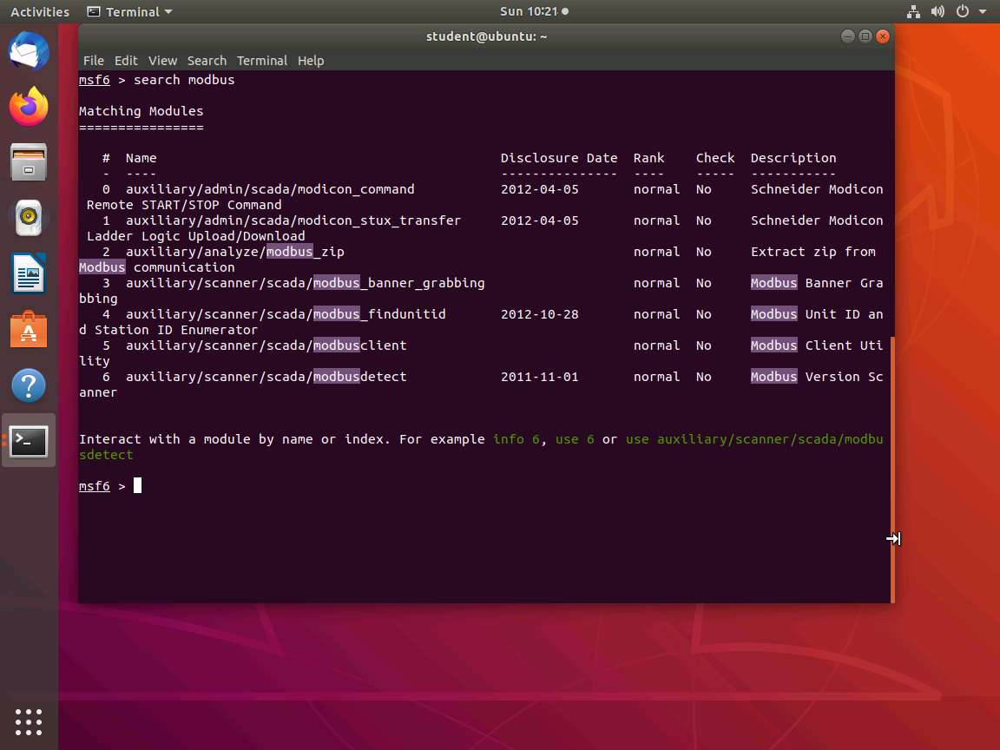 Activities Terminal Sun 10:21
student@ubuntu: ~
File Edit View Search Terminal Help
msf6 > search modbus
Matching Modules
================
# Name Disclosure Date Rank Check Description
- ---- --------------- ---- ----- -----------
0 auxiliary/admin/scada/modicon_command 2012-04-05 normal No Schneider Modicon
Remote START/STOP Command
1 auxiliary/admin/scada/modicon_stux_transfer 2012-04-05 normal No Schneider Modicon
Ladder Logic Upload/Download
2 auxiliary/analyze/modbus_zip normal No Extract zip from
Modbus communication
3 auxiliary/scanner/scada/modbus_banner_grabbing normal No Modbus Banner Gra
bbing
4 auxiliary/scanner/scada/modbus_findunitid 2012-10-28 normal No Modbus Unit ID an
d Station ID Enumerator
5 auxiliary/scanner/scada/modbusclient normal No Modbus Client Uti
lity
6 auxiliary/scanner/scada/modbusdetect 2011-11-01 normal No Modbus Version Sc
anner
Interact with a module by name or index. For example info 6, use 6 or use auxiliary/scanner/scada/modbu
sdetect
msf6 >